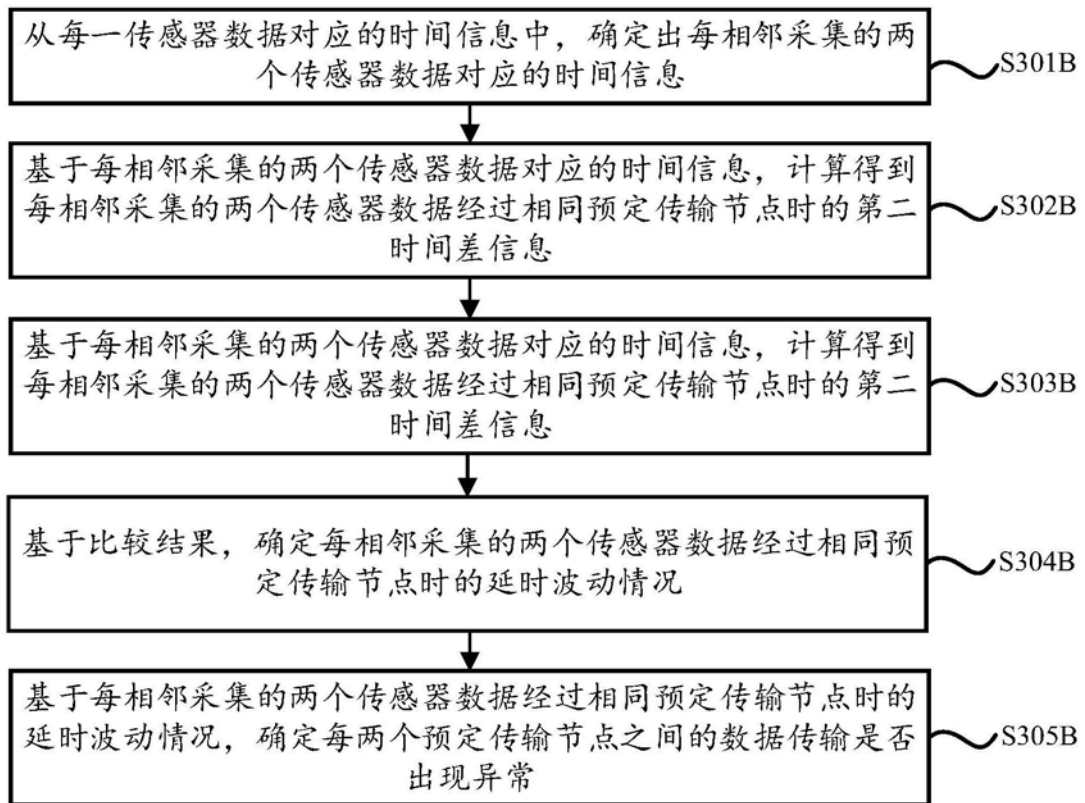 从每一传感器数据对应的时间信息中，确定出每相邻采集的两
个传感器数据对应的时间信息
S301B
基于每相邻采集的两个传感器数据对应的时间信息，计算得到
每相邻采集的两个传感器数据经过相同预定传输节点时的第二
时间差信息
S302B
基于每相邻采集的两个传感器数据对应的时间信息，计算得到
每相邻采集的两个传感器数据经过相同预定传输节点时的第二
时间差信息
S303B
基于比较结果，确定每相邻采集的两个传感器数据经过相同预
定传输节点时的延时波动情况
S304B
基于每相邻采集的两个传感器数据经过相同预定传输节点时的
延时波动情况，确定每两个预定传输节点之间的数据传输是否
出现异常
S305B